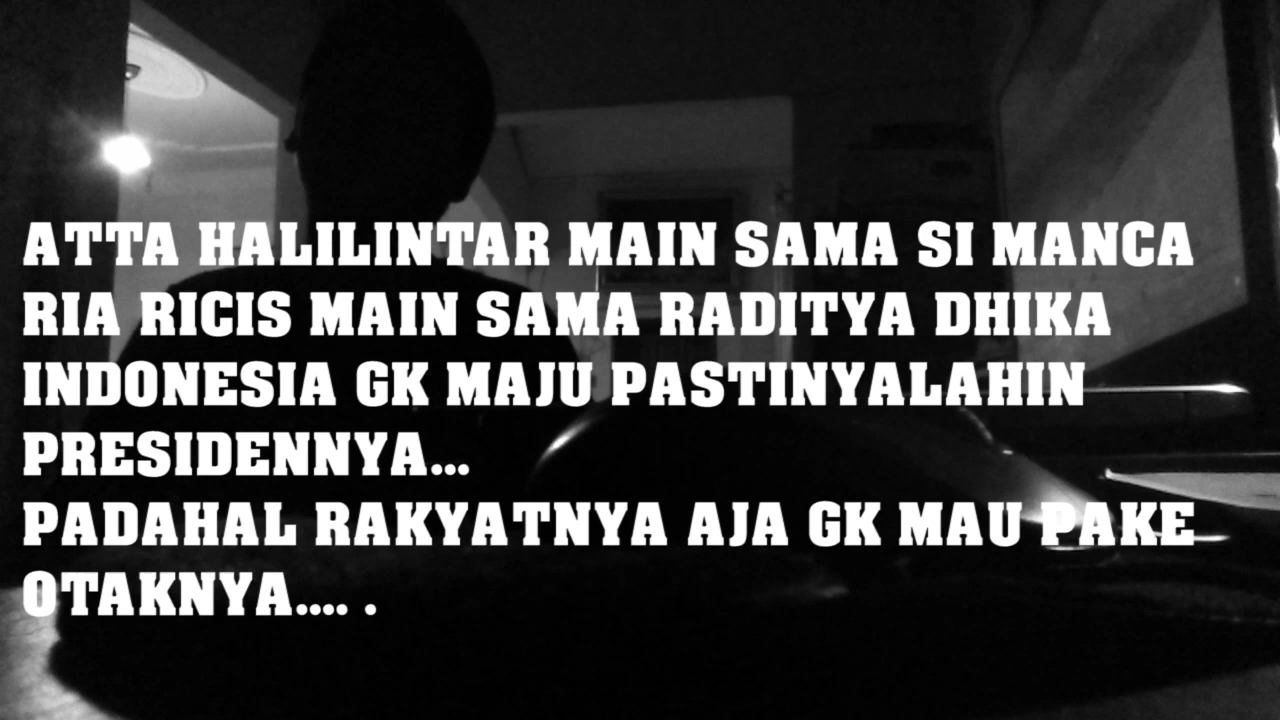 ATTA HALILINTAR MAIN SAMA SI MANCA
RIA RICIS MAIN SAMA RADITYA DHIKA
INDONESIA GK MAJU PASTINYALAHIN
PRESIDENNYA...
PADAHAL RAKYATNYA AJA GK MAU PAKE
OTAKNYA.... .